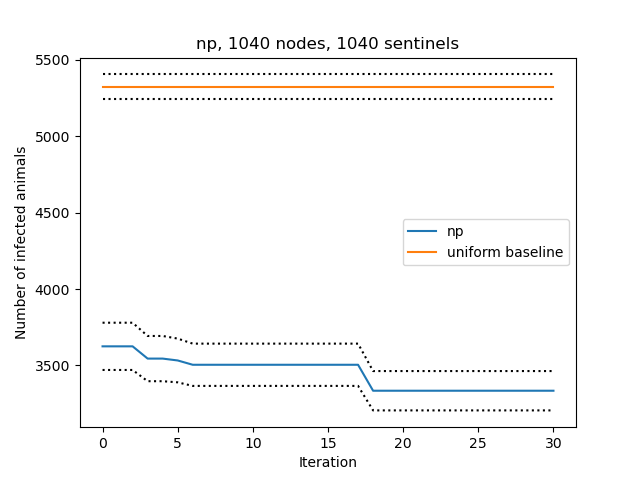 np, 1040 nodes, 1040 sentinels
5500
5000
4500
4000
3500
Number of infected animals
np
uniform baseline
0 5 10 15 20 25 30
Iteration